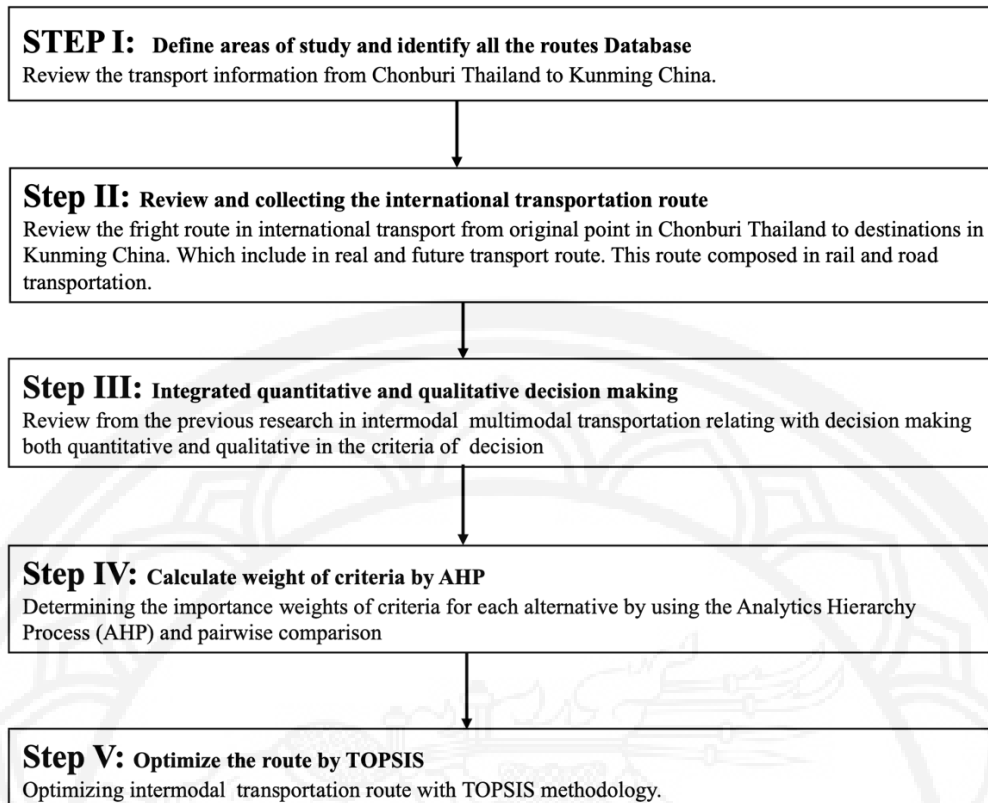 STEP I: Define areas of study and identify all the routes Database
Review the transport information from Chonburi Thailand to Kunming China.
Step II: Review and collecting the international transportation route
Review the fright route in international transport from original point in Chonburi Thailand to destinations in
Kunming China. Which include in real and future transport route. This route composed in rail and road
transportation.
Step III: Integrated quantitative and qualitative decision making
Review from the previous research in intermodal multimodal transportation relating with decision making
both quantitative and qualitative in the criteria of decision
Step IV: Calculate weight of criteria by AHP
Determining the importance weights of criteria for each alternative by using the Analytics Hierarchy
Process (AHP) and pairwise comparison
Step V: Optimize the route by TOPSIS
Optimizing intermodal transportation route with TOPSIS methodology.